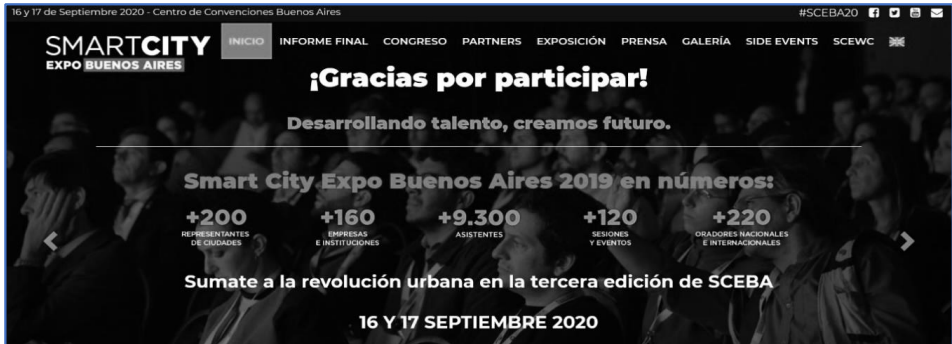 16 y 17 de Septiembre 2020 - Centro de Convenciones Buenos Aires
#SCEBA20
SMARTCITY
EXPO BUENOS AIRES
INICIO INFORME FINAL CONGRESO PARTNERS EXPOSICIÓN PRENSA GALERÍA SIDE EVENTS SCEWC
¡Gracias por participar!
Desarrollando talento, creamos futuro.
Smart City Expo Buenos Aires 2019 en números:
+200 +160 +9.300 +120 +220
REPRESENTANTES EMPRESAS ASISTENTES SESIONES ORADORES NACIONALES
DE CIUDADES E INSTITUCIONES Y EVENTOS E INTERNACIONALES
Sumate a la revolución urbana en la tercera edición de SCEBA
16 Y 17 SEPTIEMBRE 2020